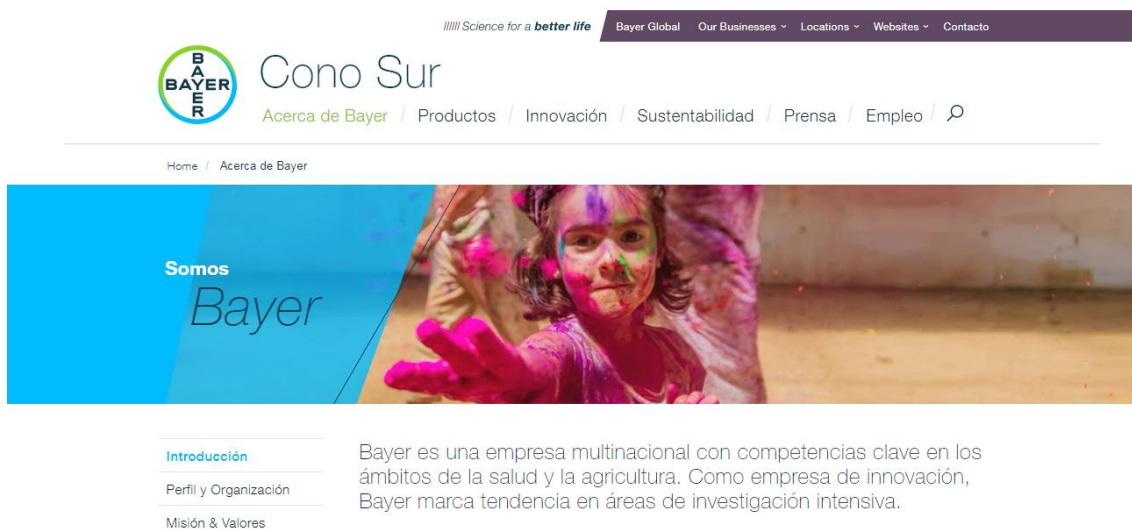 ////// Science for a better life
Bayer Global Our Businesses Locations Websites Contacto
BAYER
BAYER
Cono Sur
Acerca de Bayer / Productos / Innovación / Sustentabilidad / Prensa / Empleo /
Home / Acerca de Bayer
Somos
Bayer
Introducción
Perfil y Organización
Misión & Valores
Bayer es una empresa multinacional con competencias clave en los
ámbitos de la salud y la agricultura. Como empresa de innovación,
Bayer marca tendencia en áreas de investigación intensiva.